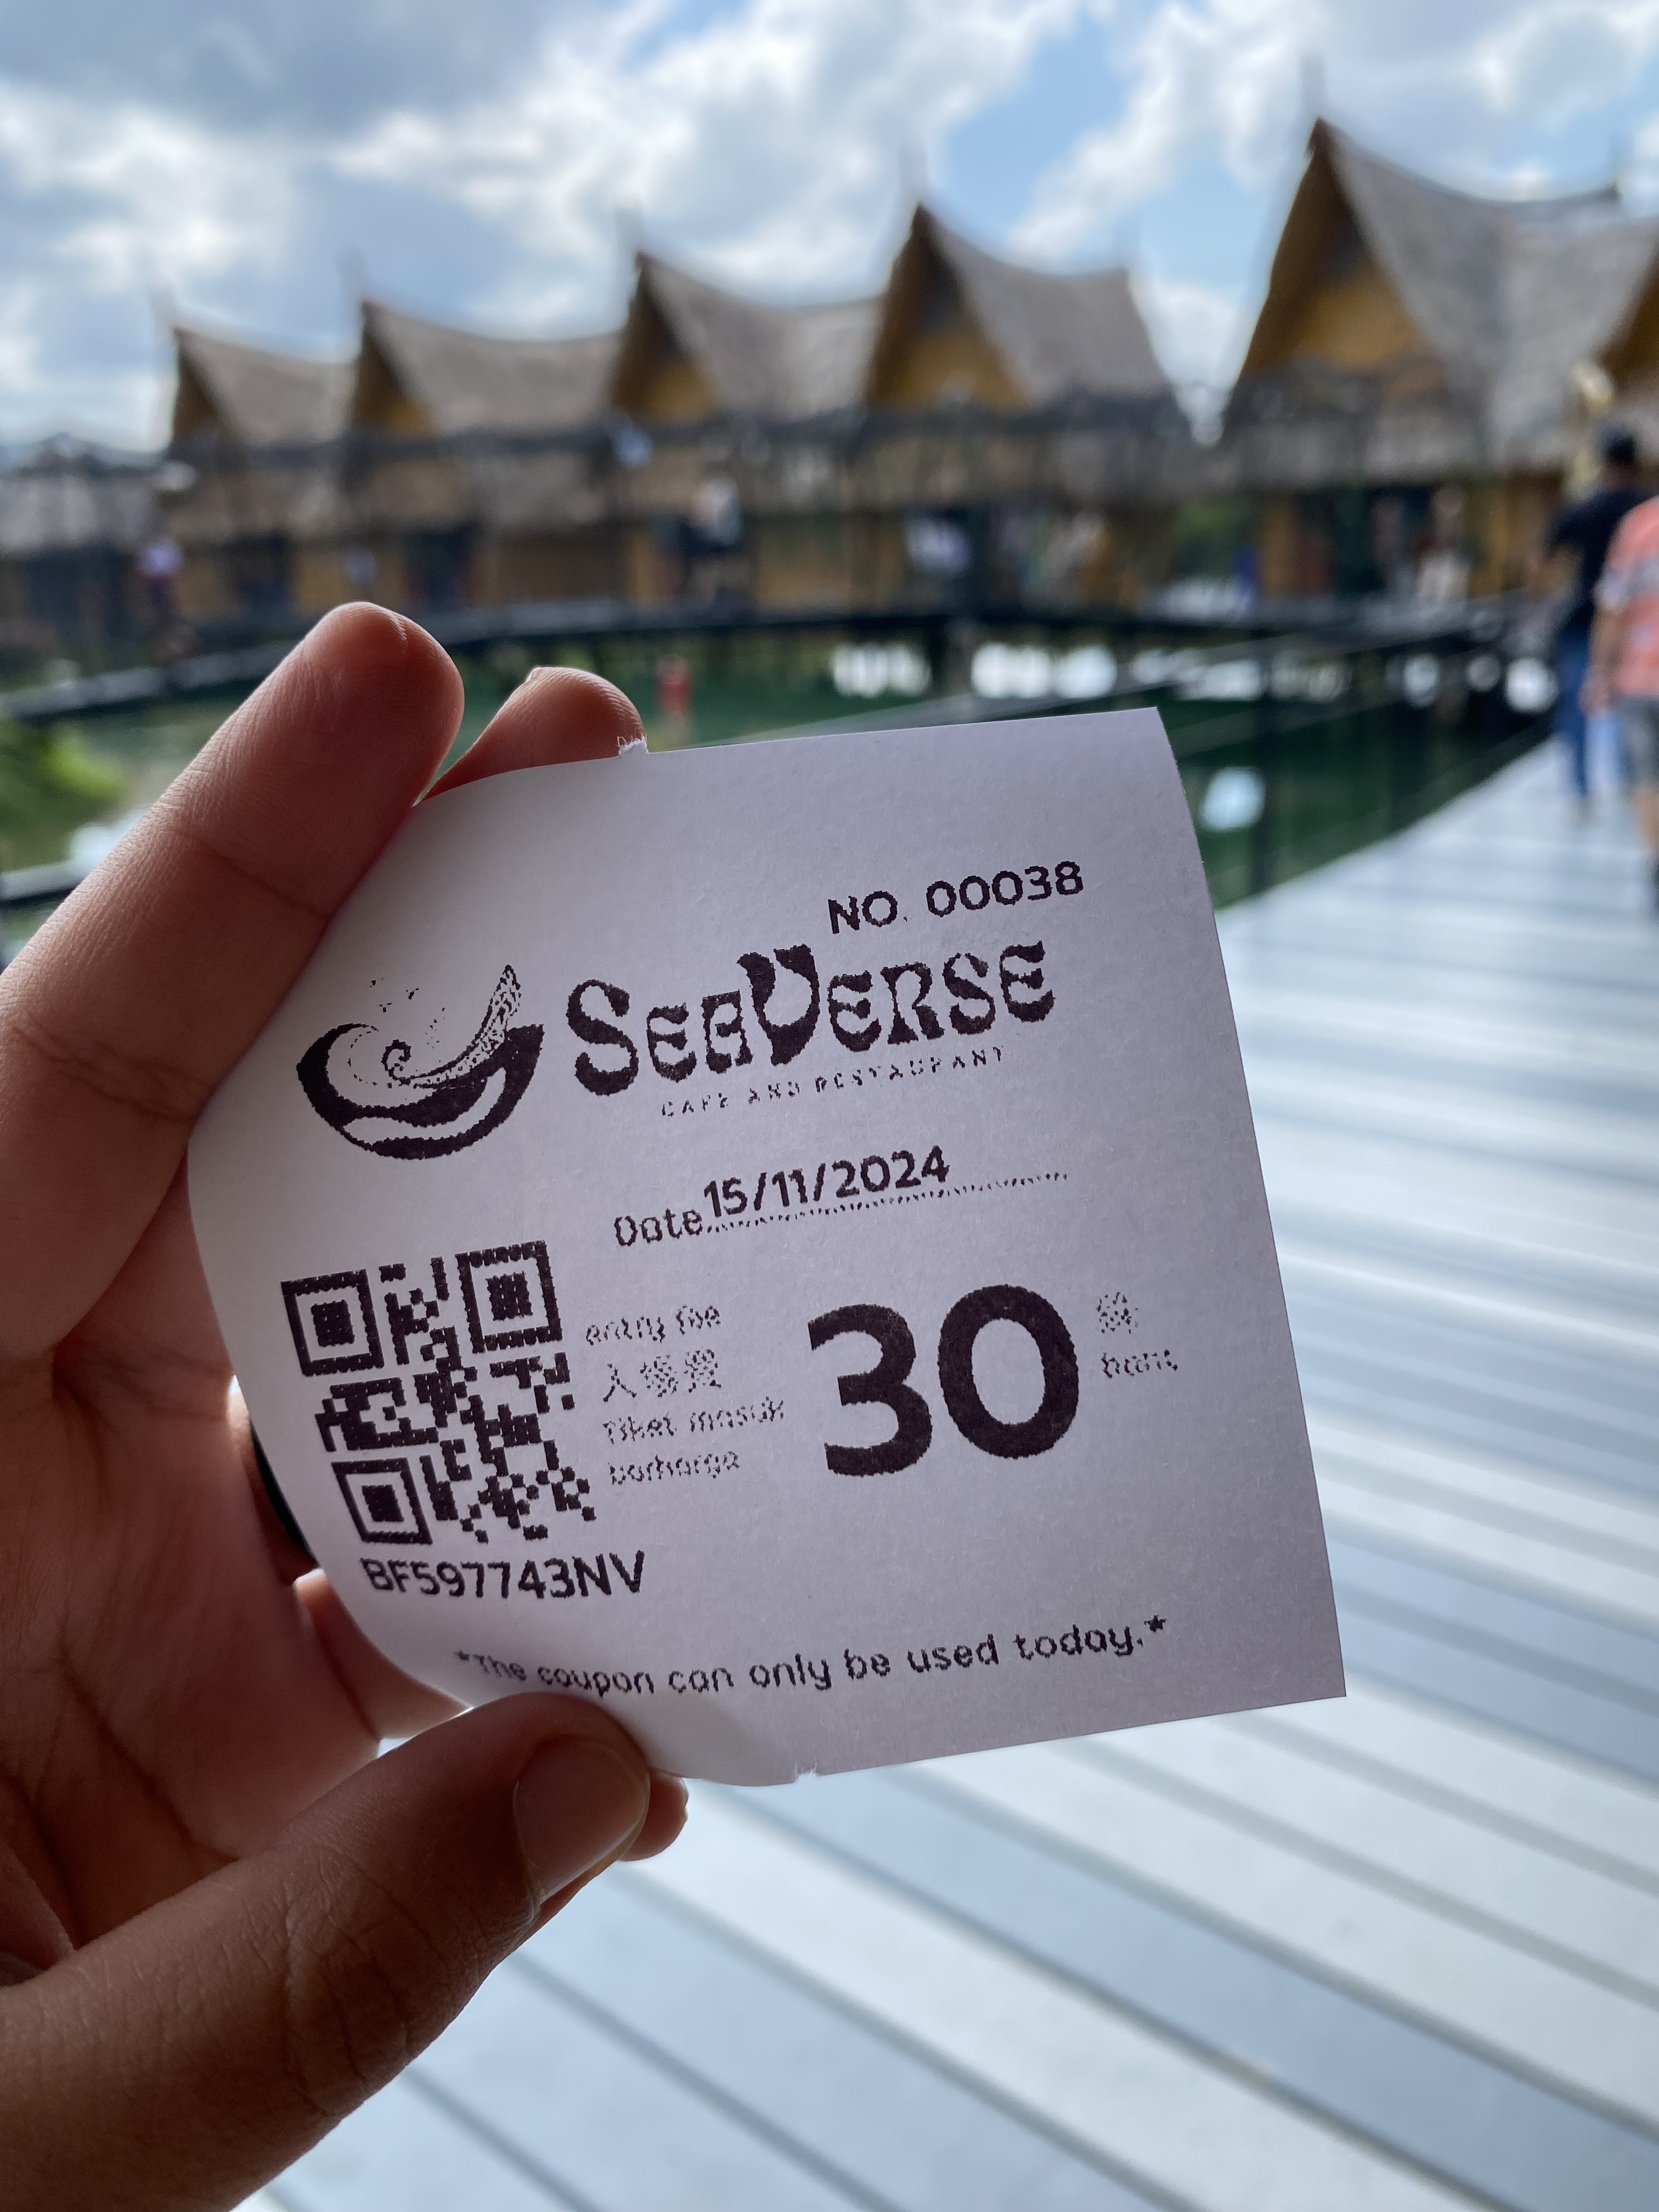 NO. 00038
SEAVERSE
CAFE AND RESTAURANT
Date 15/11/2024
entry fee
入場費
Tiket masuk
berharga
30
baht
BF597743NV
*The coupon can only be used today.*